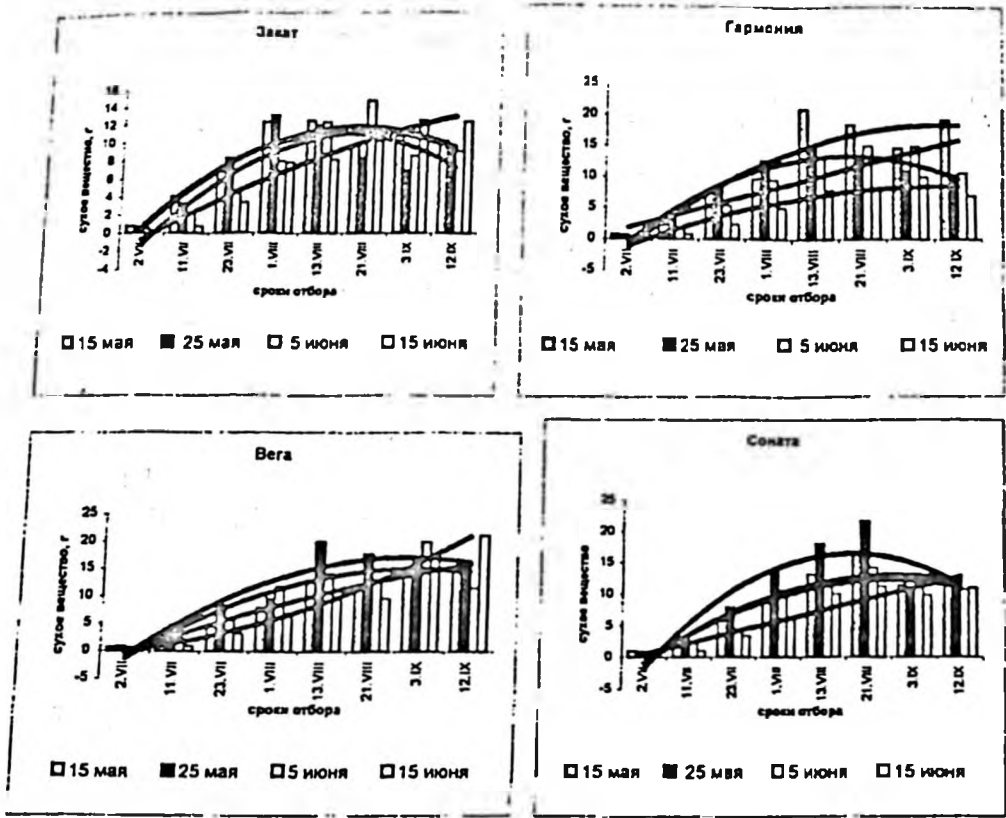 Закат
сухое вещество, г
16
14
12
10
8
6
4
2
0
11.VII
23.VII
1.VIII
13.VIII
21.VIII
3.IX
12.IX
сроки отбора
15 мая 25 мая 5 июня 15 июня
Гармония
сухое вещество, г
25
20
15
10
5
0
-5
2.VII
11.VII
23.VII
1.VIII
13.VIII
21.VIII
3.IX
12.IX
сроки отбора
15 мая 25 мая 5 июня 15 июня
Вега
сухое вещество, г
25
20
15
10
5
0
-5
2.VII
11.VII
23.VII
1.VIII
13.VIII
21.VIII
3.IX
12.IX
сроки отбора
15 мая 25 мая 5 июня 15 июня
Соната
сухое вещество
25
20
15
10
5
0
-5
11.VII
23.VII
13.VIII
21.VIII
3.IX
12.IX
сроки отбора
15 мая 25 мая 5 июня 15 июня